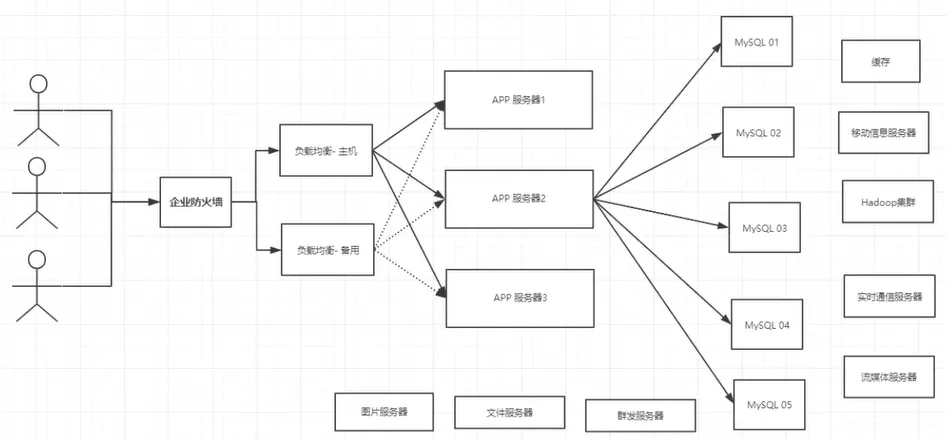 MySQL 01
缓存
APP 服务器1
MySQL 02
移动信息服务器
负载均衡- 主机
企业防火墙
APP 服务器2
Hadoop集群
MySQL 03
负载均衡- 备用
APP 服务器3
实时通信服务器
MySQL 04
流媒体服务器
MySQL 05
图片服务器
文件服务器
群发服务器